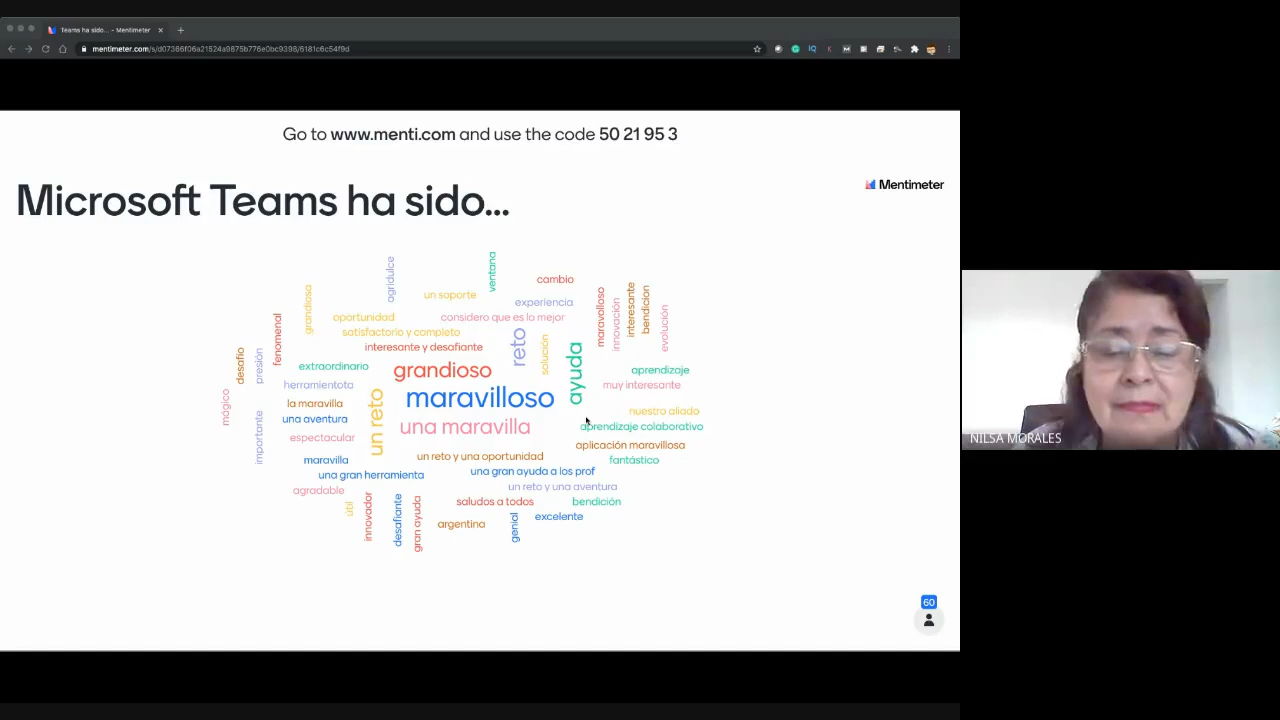 Teams ha sido... - Mentimeter
mentimeter.com/s/d07366f06a21524a9875b776e0bc9398/6181c6c54f9d
Go to www.menti.com and use the code 50 21 95 3
Microsoft Teams ha sido...
Mentimeter
ventana
agridulce
cambio
un soporte
experiencia
grandiosa
maravolloso
innovación
interesante
bendicion
evolución
oportunidad
considero que es lo mejor
fenomenal
satisfactorio y completo
reto
solución
interesante y desafiante
ayuda
desafio
presión
extraordinario
grandioso
aprendizaje
herramientota
muy interesante
mágico
maravilloso
un reto
la maravilla
nuestro aliado
una aventura
una maravilla
aprendizaje colaborativo
importante
espectacular
aplicación maravillosa
maravilla
un reto y una oportunidad
fantástico
una gran herramienta
una gran ayuda a los prof
agradable
un reto y una aventura
útil
innovador
desafiante
gran ayuda
saludos a todos
bendición
argentina
genial
excelente
60
NILSA MORALES